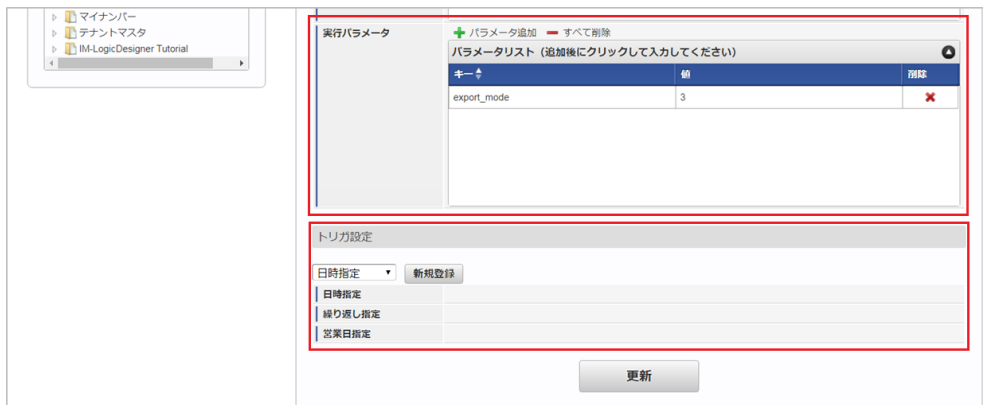 マイナンバー
テナントマスタ
IM-LogicDesigner Tutorial
実行パラメータ
パラメータ追加 すべて削除
パラメータリスト（追加後にクリックして入力してください）
キー 値 削除
export_mode 3
トリガ設定
日時指定 新規登録
日時指定
繰り返し指定
営業日指定
更新